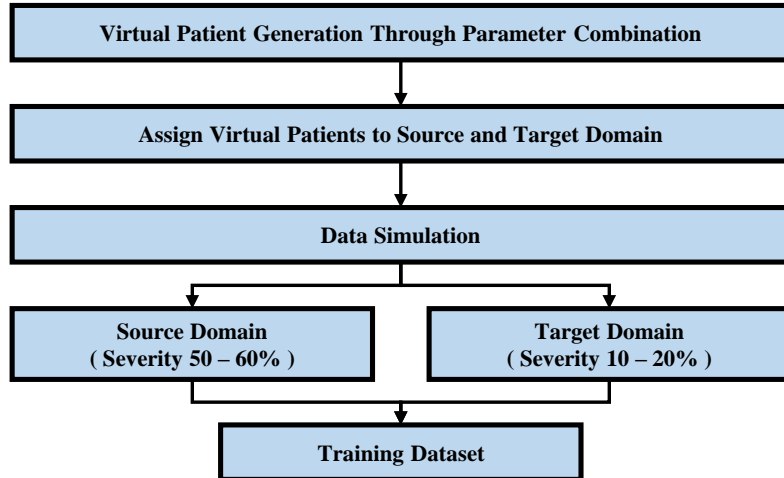 Virtual Patient Generation Through Parameter Combination
Assign Virtual Patients to Source and Target Domain
Data Simulation
Source Domain
( Severity 50 – 60% )
Target Domain
( Severity 10 – 20% )
Training Dataset